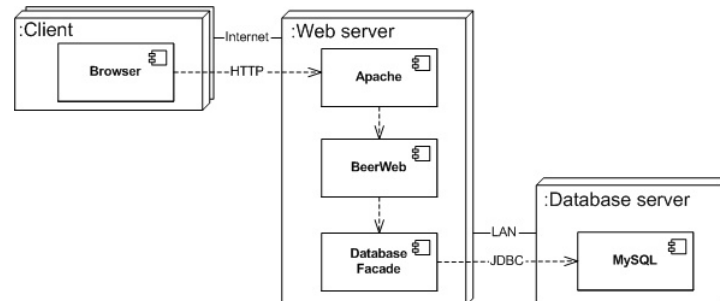 :Client
Browser
Internet
HTTP
:Web server
Apache
BeerWeb
Database
Facade
LAN
JDBC
:Database server
MySQL